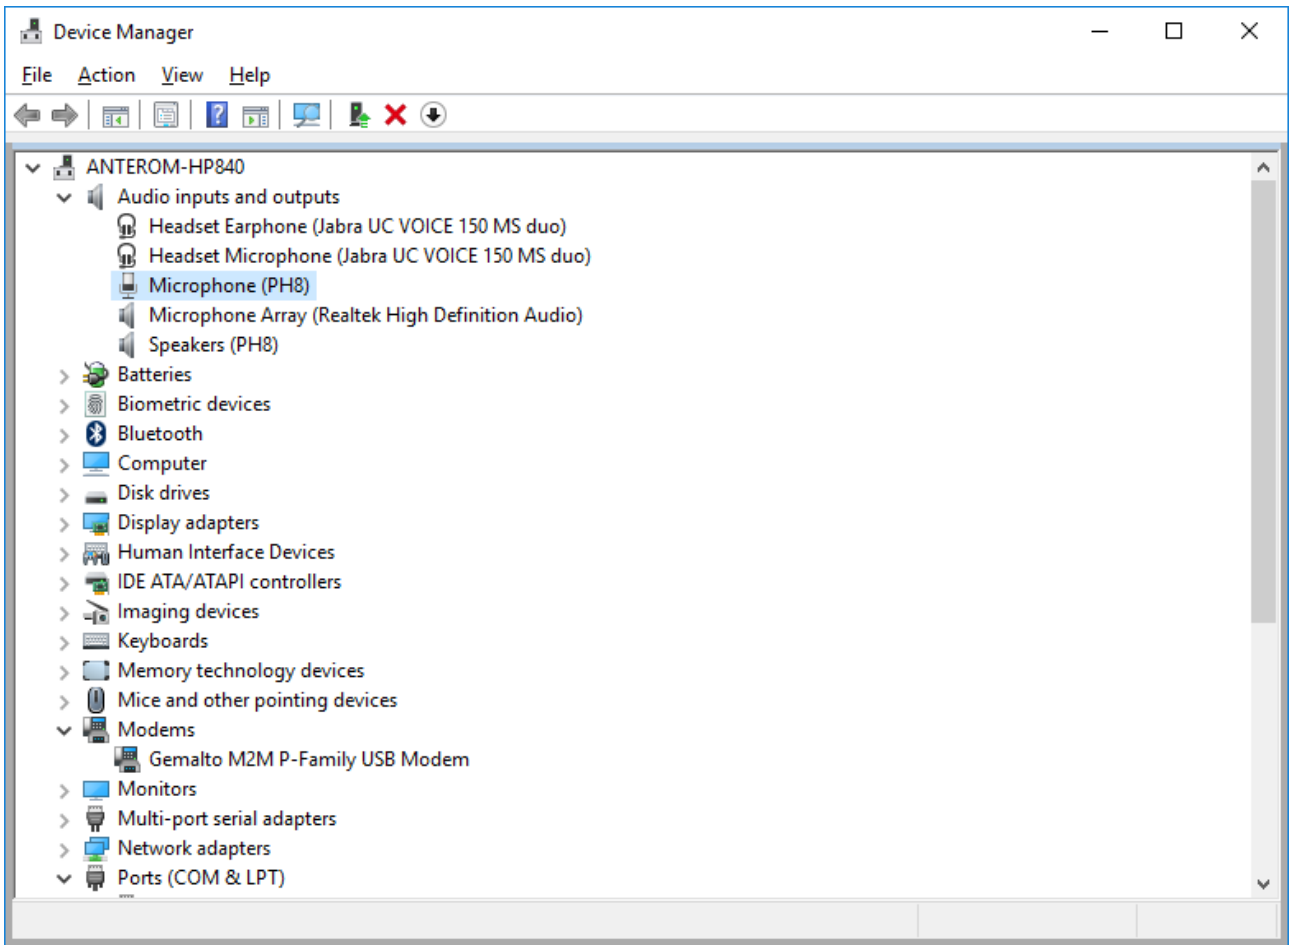 Device Manager
File Action View Help
ANTEROM-HP840
Audio inputs and outputs
Headset Earphone (Jabra UC VOICE 150 MS duo)
Headset Microphone (Jabra UC VOICE 150 MS duo)
Microphone (PH8)
Microphone Array (Realtek High Definition Audio)
Speakers (PH8)
Batteries
Biometric devices
Bluetooth
Computer
Disk drives
Display adapters
Human Interface Devices
IDE ATA/ATAPI controllers
Imaging devices
Keyboards
Memory technology devices
Mice and other pointing devices
Modems
Gemalto M2M P-Family USB Modem
Monitors
Multi-port serial adapters
Network adapters
Ports (COM & LPT)